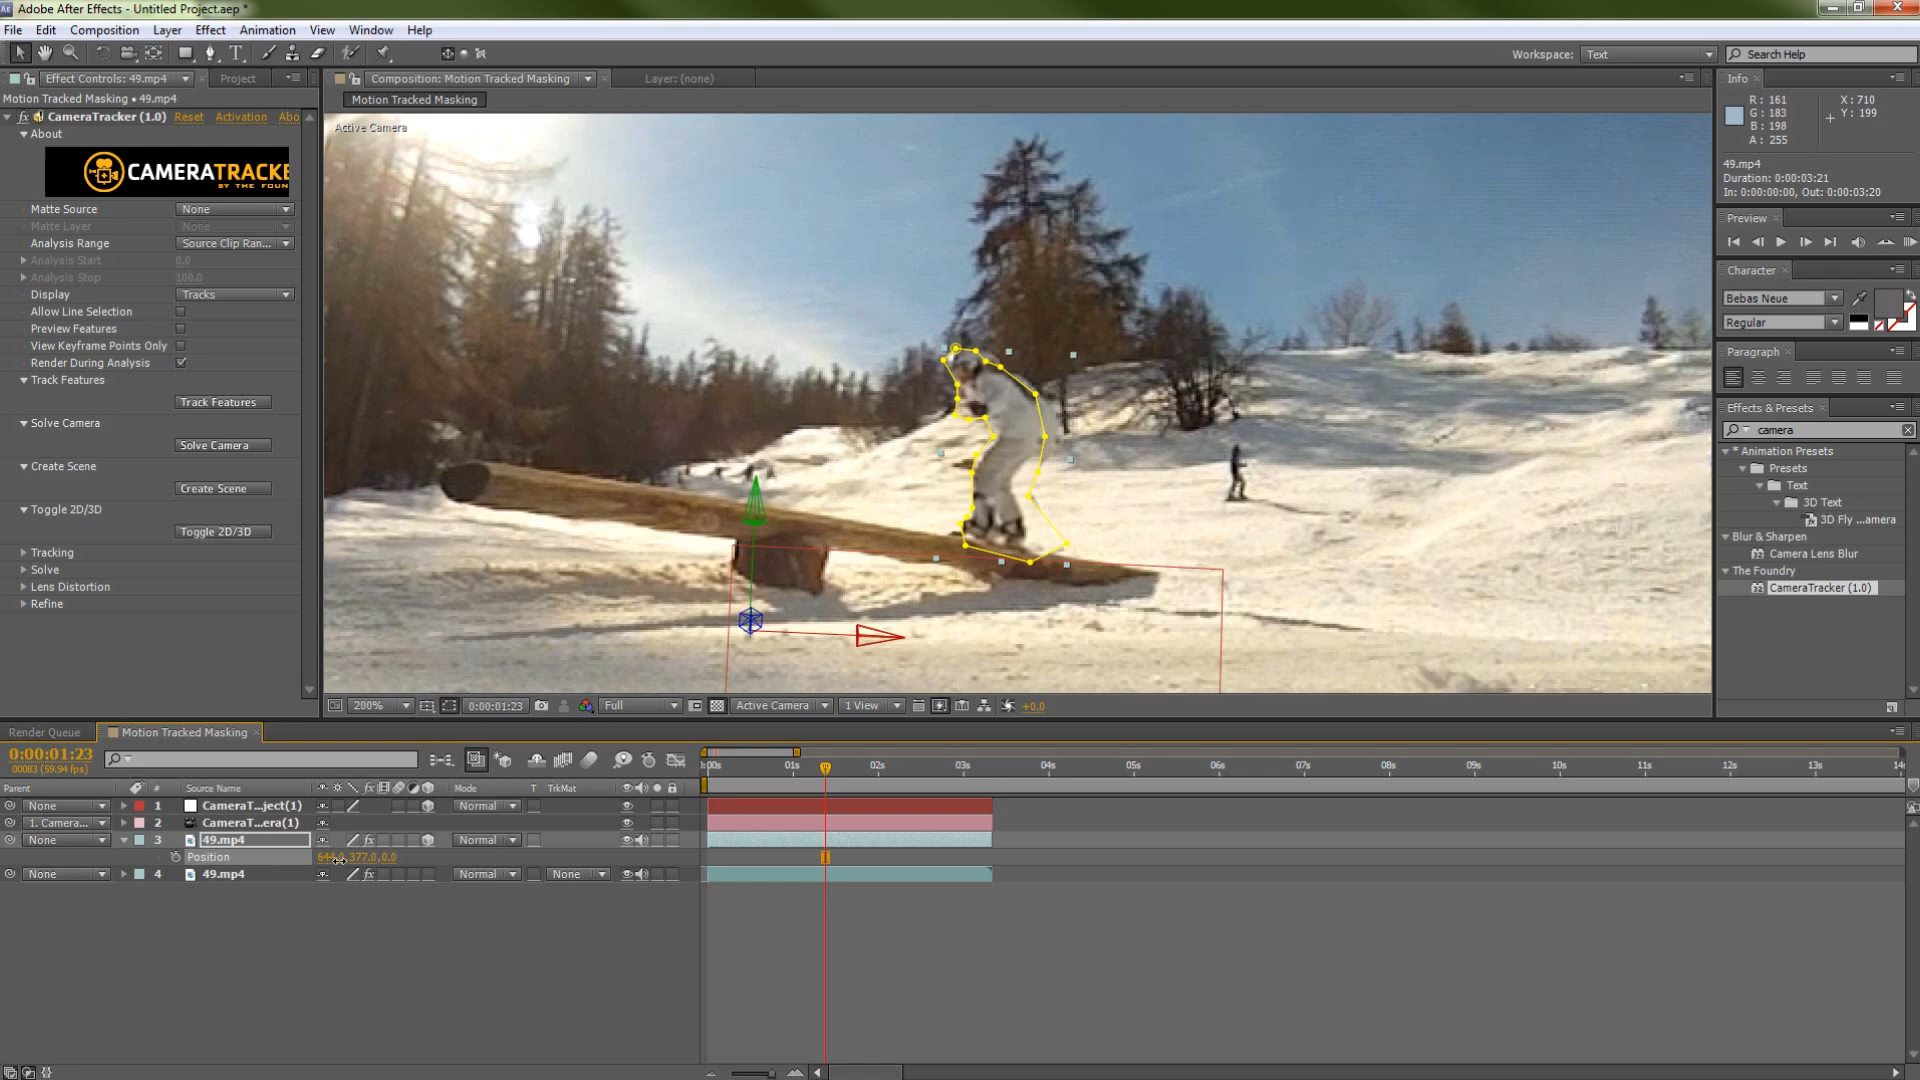 Adobe After Effects - Untitled Project.aep *
File Edit Composition Layer Effect Animation View Window Help
Workspace: Text
Search Help
Effect Controls: 49.mp4
Project
Composition: Motion Tracked Masking
Layer: (none)
Motion Tracked Masking • 49.mp4
Motion Tracked Masking
fx CameraTracker (1.0) Reset Activation Abo
About
CAMERATRACKE
BY THE FOUN
Matte Source None
Matte Layer None
Analysis Range Source Clip Ran...
Analysis Start 0.0
Analysis Stop 100.0
Display Tracks
Allow Line Selection
Preview Features
View Keyframe Points Only
Render During Analysis
Track Features
Track Features
Solve Camera
Solve Camera
Create Scene
Create Scene
Toggle 2D/3D
Toggle 2D/3D
Tracking
Solve
Lens Distortion
Refine
Active Camera
200% 0:00:01:23 Full Active Camera 1 View +0.0
Info
R: 161
G: 183
B: 198
A: 255
X: 710
Y: 199
49.mp4
Duration: 0:00:03:21
In: 0:00:00:00, Out: 0:00:03:20
Preview
Character
Bebas Neue
Regular
Paragraph
Effects & Presets
camera
* Animation Presets
Presets
Text
3D Text
3D Fly ...amera
Blur & Sharpen
Camera Lens Blur
The Foundry
CameraTracker (1.0)
Render Queue
Motion Tracked Masking
0:00:01:23
00083 (59.94 fps)
Parent # Source Name fx Mode T TrkMat
:00s 01s 02s 03s 04s 05s 06s 07s 08s 09s 10s 11s 12s 13s 14s
None 1 CameraT...ject(1) Normal
1. Camera... 2 CameraT...era(1)
None 3 49.mp4 fx Normal
Position 644.0, 377.0, 0.0
None 4 49.mp4 fx Normal None